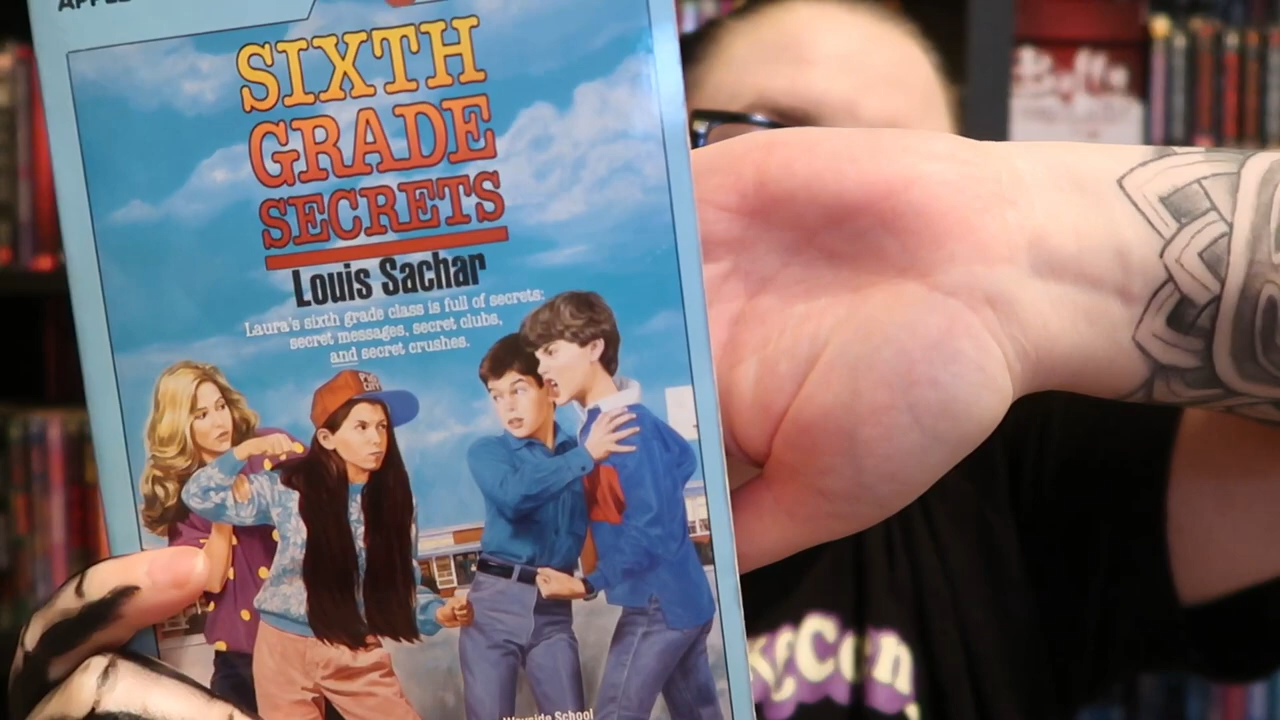 SIXTH
GRADE
SECRETS
Louis Sachar
Laura's sixth grade class is full of secrets:
secret messages, secret clubs,
and secret crushes.
Wayside School